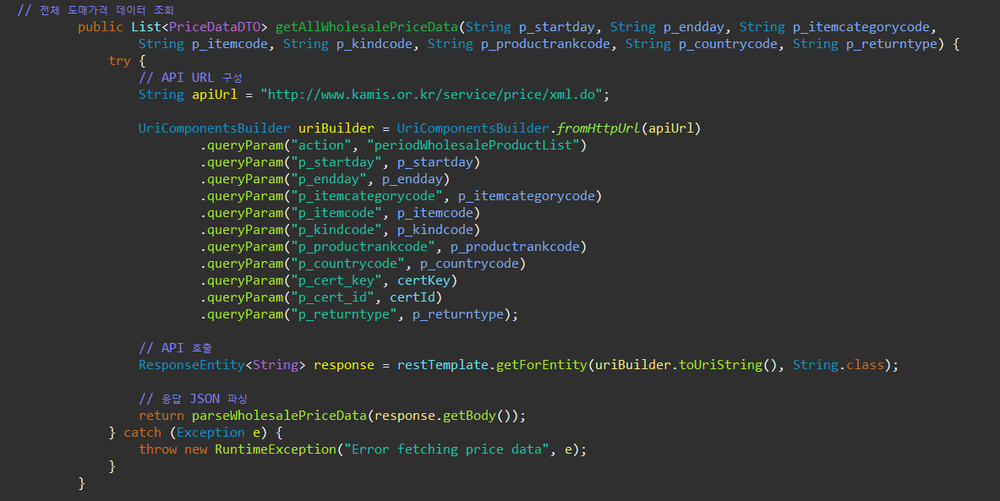 // 전체 도매가격 데이터 조회
public List<PriceDataDTO> getAllWholesalePriceData(String p_startday, String p_endday, String p_itemcategorycode,
String p_itemcode, String p_kindcode, String p_productrankcode, String p_countrycode, String p_returntype) {
try {
// API URL 구성
String apiUrl = "http://www.kamis.or.kr/service/price/xml.do";
UriComponentsBuilder uriBuilder = UriComponentsBuilder.fromHttpUrl(apiUrl)
.queryParam("action", "periodWholesaleProductList")
.queryParam("p_startday", p_startday)
.queryParam("p_endday", p_endday)
.queryParam("p_itemcategorycode", p_itemcategorycode)
.queryParam("p_itemcode", p_itemcode)
.queryParam("p_kindcode", p_kindcode)
.queryParam("p_productrankcode", p_productrankcode)
.queryParam("p_countrycode", p_countrycode)
.queryParam("p_cert_key", certKey)
.queryParam("p_cert_id", certId)
.queryParam("p_returntype", p_returntype);
// API 호출
ResponseEntity<String> response = restTemplate.getForEntity(uriBuilder.toUriString(), String.class);
// 응답 JSON 파싱
return parseWholesalePriceData(response.getBody());
} catch (Exception e) {
throw new RuntimeException("Error fetching price data", e);
}
}